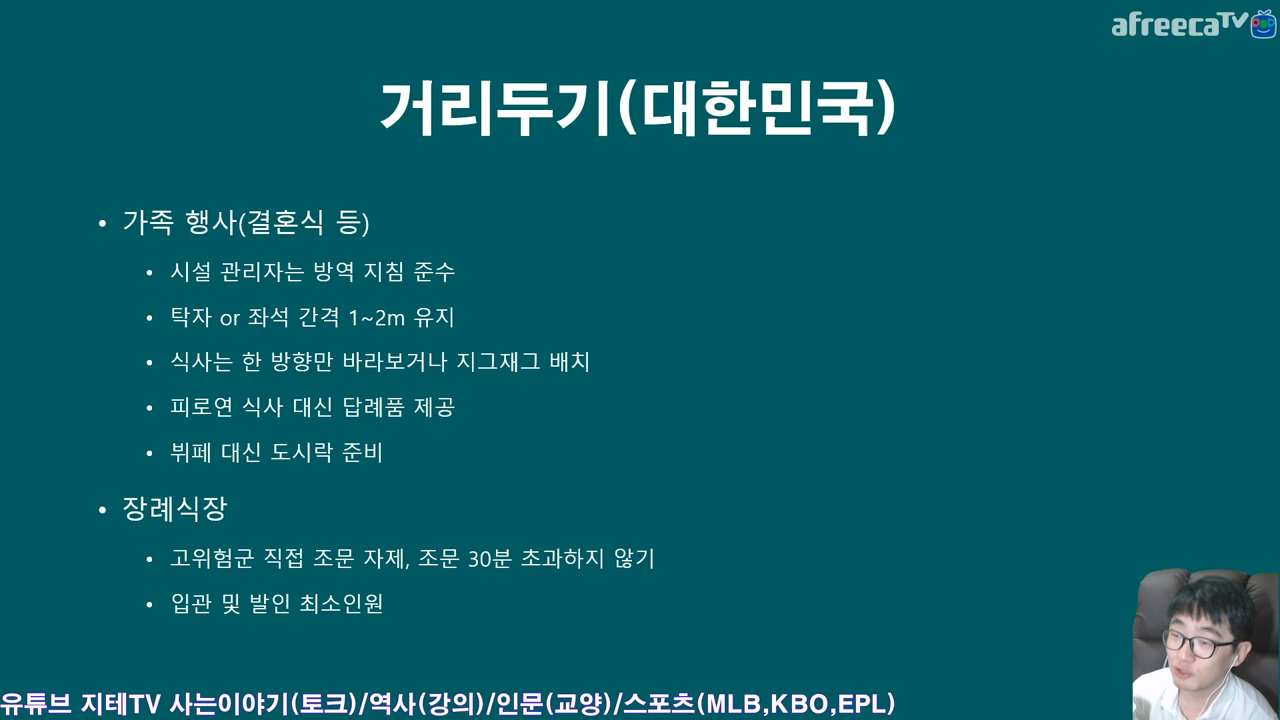 afreecaTV
거리두기(대한민국)
• 가족 행사(결혼식 등)
• 시설 관리자는 방역 지침 준수
• 탁자 or 좌석 간격 1~2m 유지
• 식사는 한 방향만 바라보거나 지그재그 배치
• 피로연 식사 대신 답례품 제공
• 뷔페 대신 도시락 준비
• 장례식장
• 고위험군 직접 조문 자제, 조문 30분 초과하지 않기
• 입관 및 발인 최소인원
유튜브 지테TV 사는이야기(토크)/역사(강의)/인문(교양)/스포츠(MLB,KBO,EPL)